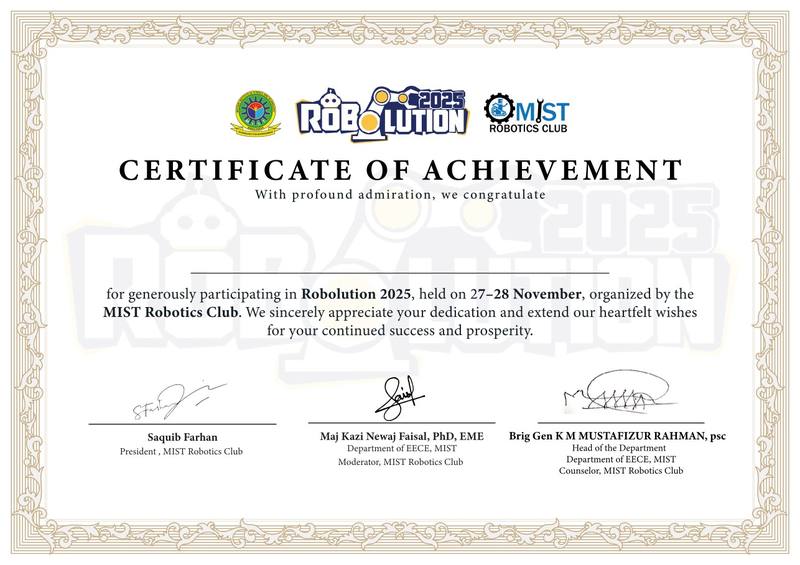 ROBOLUTION 2025
MIST
ROBOTICS CLUB
CERTIFICATE OF ACHIEVEMENT
With profound admiration, we congratulate
for generously participating in Robolution 2025, held on 27–28 November, organized by the
MIST Robotics Club. We sincerely appreciate your dedication and extend our heartfelt wishes
for your continued success and prosperity.
Saquib Farhan
President , MIST Robotics Club
Maj Kazi Newaj Faisal, PhD, EME
Department of EECE, MIST
Moderator, MIST Robotics Club
Brig Gen K M MUSTAFIZUR RAHMAN, psc
Head of the Department
Department of EECE, MIST
Counselor, MIST Robotics Club